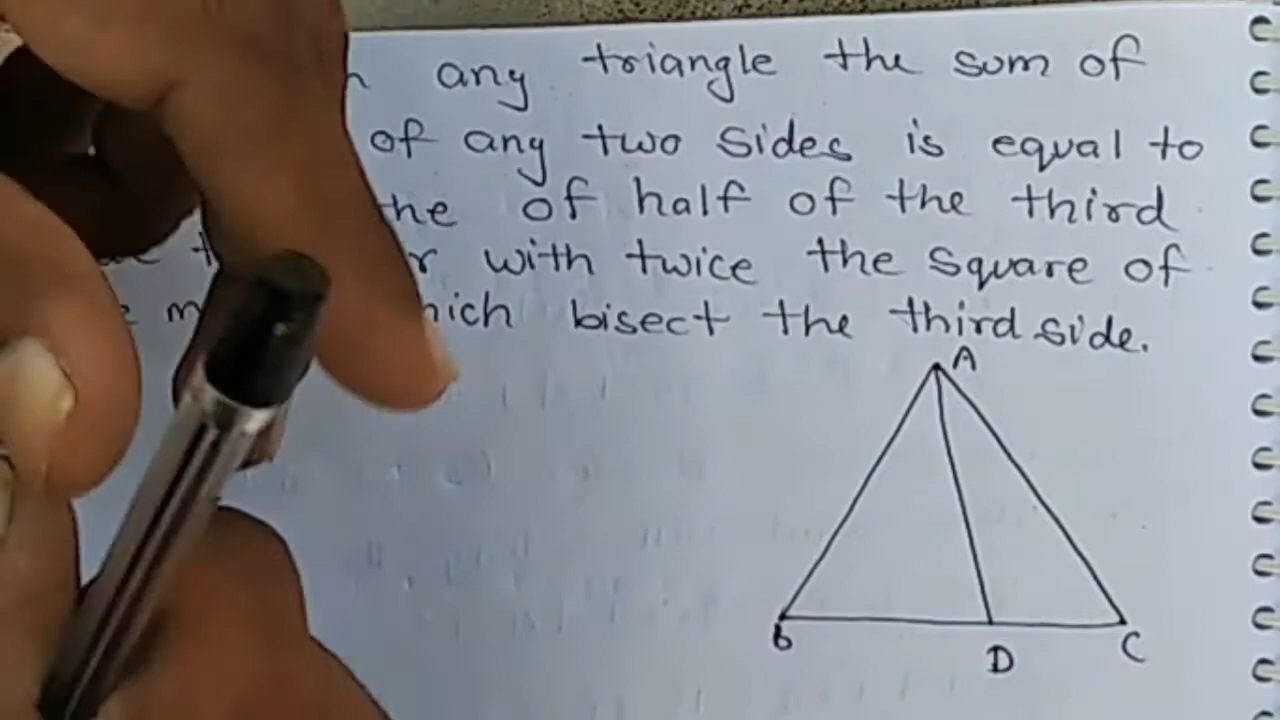 any triangle the sum of
of any two sides is equal to
of half of the third
with twice the square of
bisect the third side.
A
B
D
C